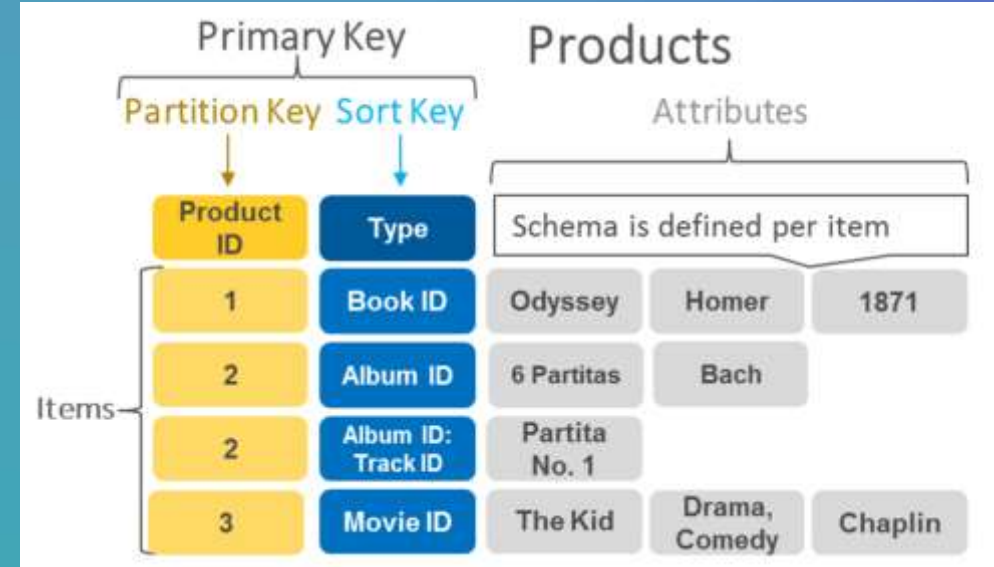 Primary Key
Products
Partition Key
Sort Key
Attributes
Product
ID
Type
Schema is defined per item
Items
1
Book ID
Odyssey
Homer
1871
2
Album ID
6 Partitas
Bach
2
Album ID:
Track ID
Partita
No. 1
3
Movie ID
The Kid
Drama,
Comedy
Chaplin